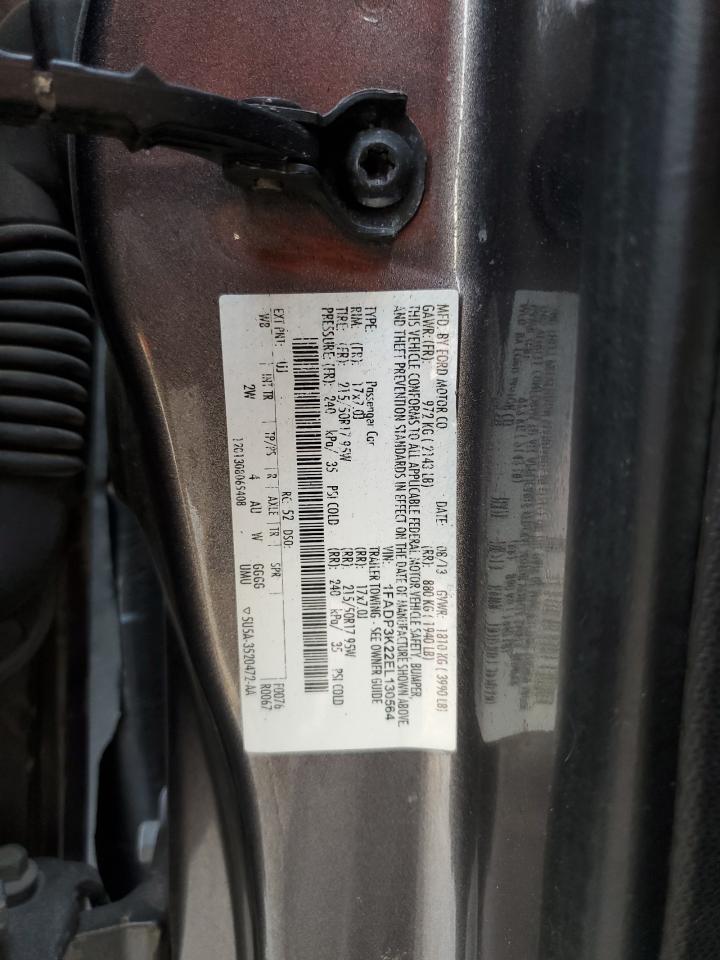 MFD. BY FORD MOTOR CO. DATE: 08/13 GVWR: 1810 KG ( 3990 LB)
GAWR: (FR): 972 KG ( 2143 LB) (RR): 880 KG ( 1940 LB)
THIS VEHICLE CONFORMS TO ALL APPLICABLE FEDERAL MOTOR VEHICLE SAFETY, BUMPER,
AND THEFT PREVENTION STANDARDS IN EFFECT ON THE DATE OF MANUFACTURE SHOWN ABOVE.
VIN: 1FADP3K22EL130564
TYPE: Passenger Car TRAILER TOWING - SEE OWNER GUIDE
RIM: (FR): 17x7.0J (RR): 17x7.0J
TIRE: (FR): 215/50R17 95W (RR): 215/50R17 95W
PRESSURE: (FR): 240 kPa/ 35 PSI COLD (RR): 240 kPa/ 35 PSI COLD
EXT PNT: UJ RC: 52 DSO:
F0076
INT TR TP/PS R AXLE TR SPR R0067
WB 2W 4 AU W GGGG
UMU
1201308065408 5U5A-3520472-AA